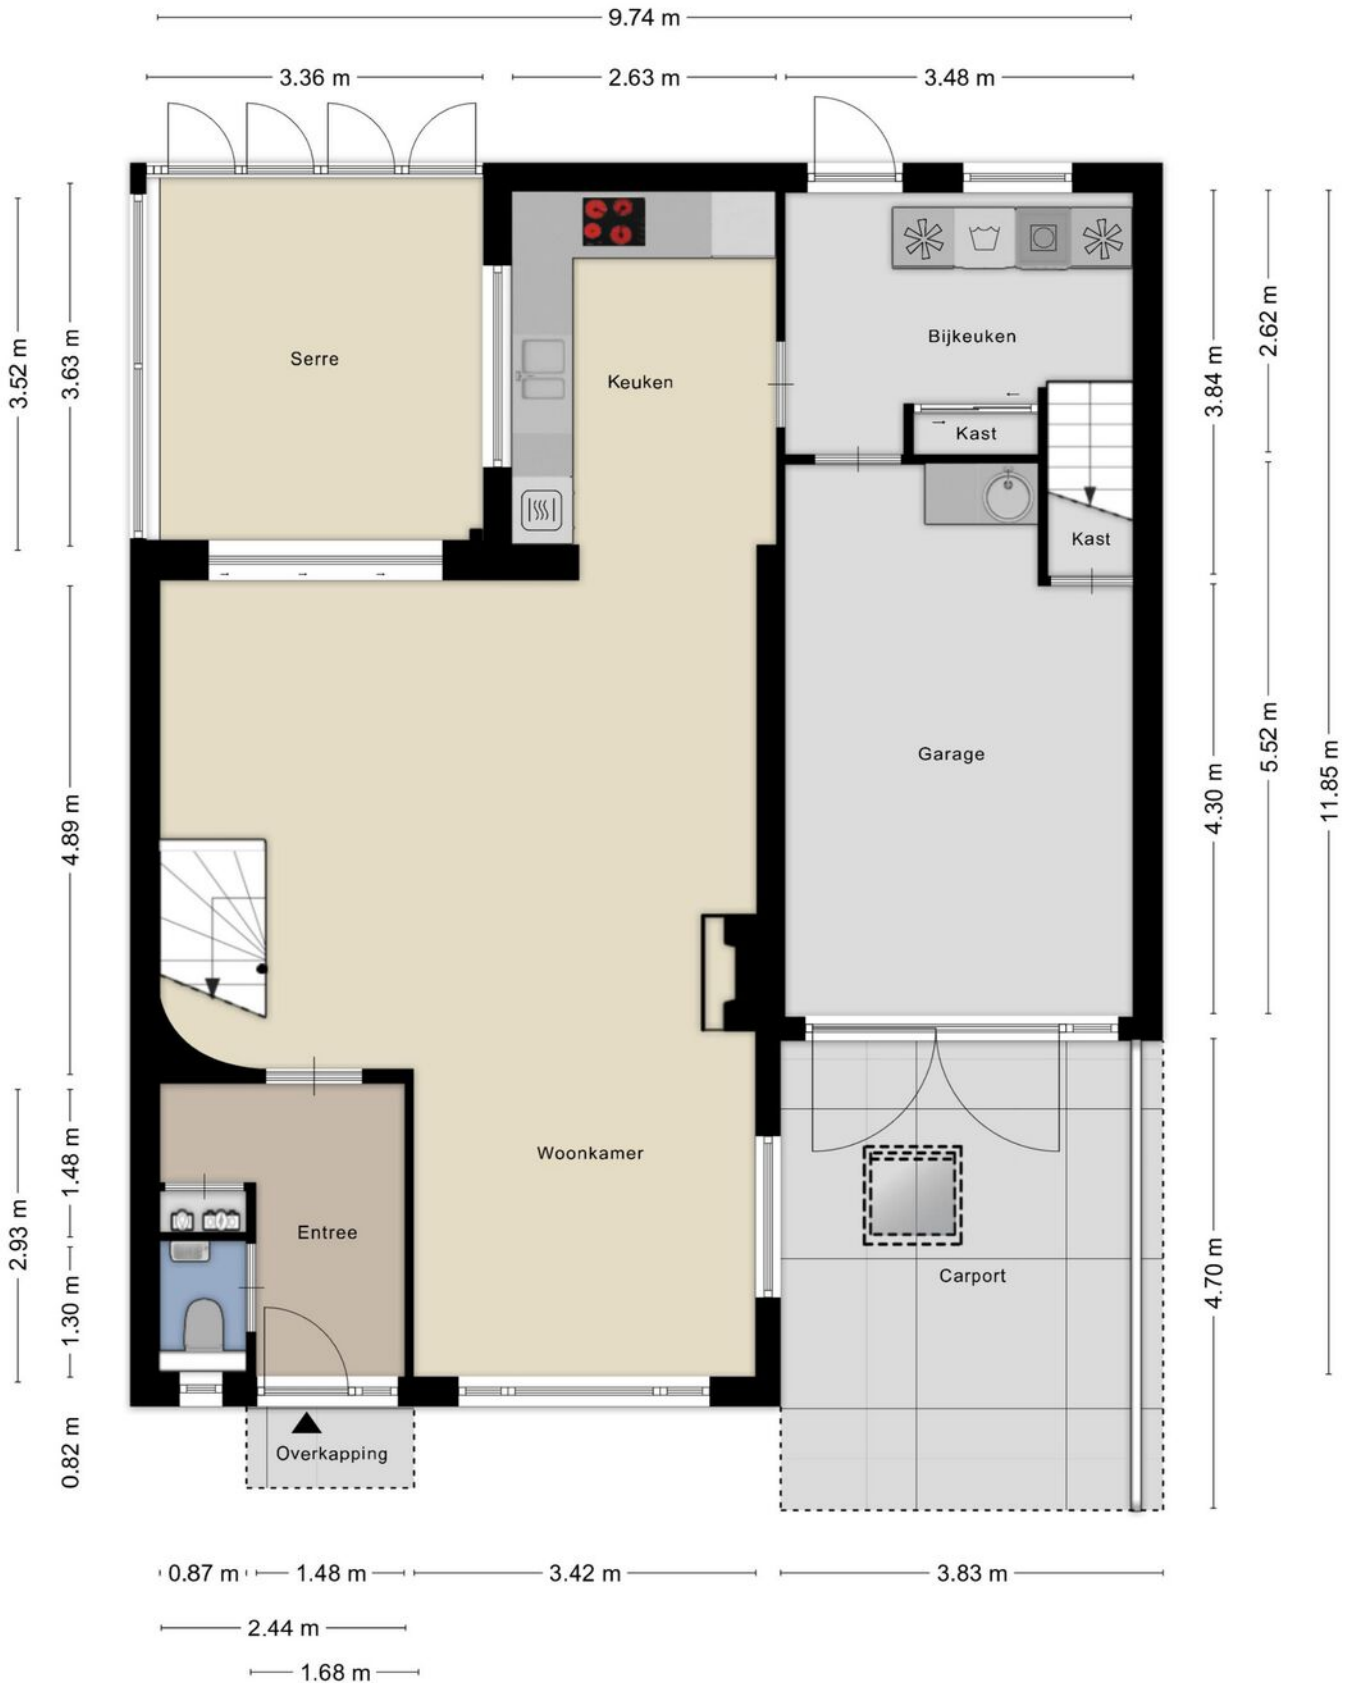 9.74 m
3.36 m
2.63 m
3.48 m
3.52 m
3.63 m
4.89 m
2.93 m
1.48 m
1.30 m
0.82 m
Serre
Keuken
Bijkeuken
Kast
Kast
Garage
Woonkamer
Entree
Carport
Overkapping
3.84 m
2.62 m
4.30 m
5.52 m
11.85 m
4.70 m
0.87 m
1.48 m
3.42 m
3.83 m
2.44 m
1.68 m